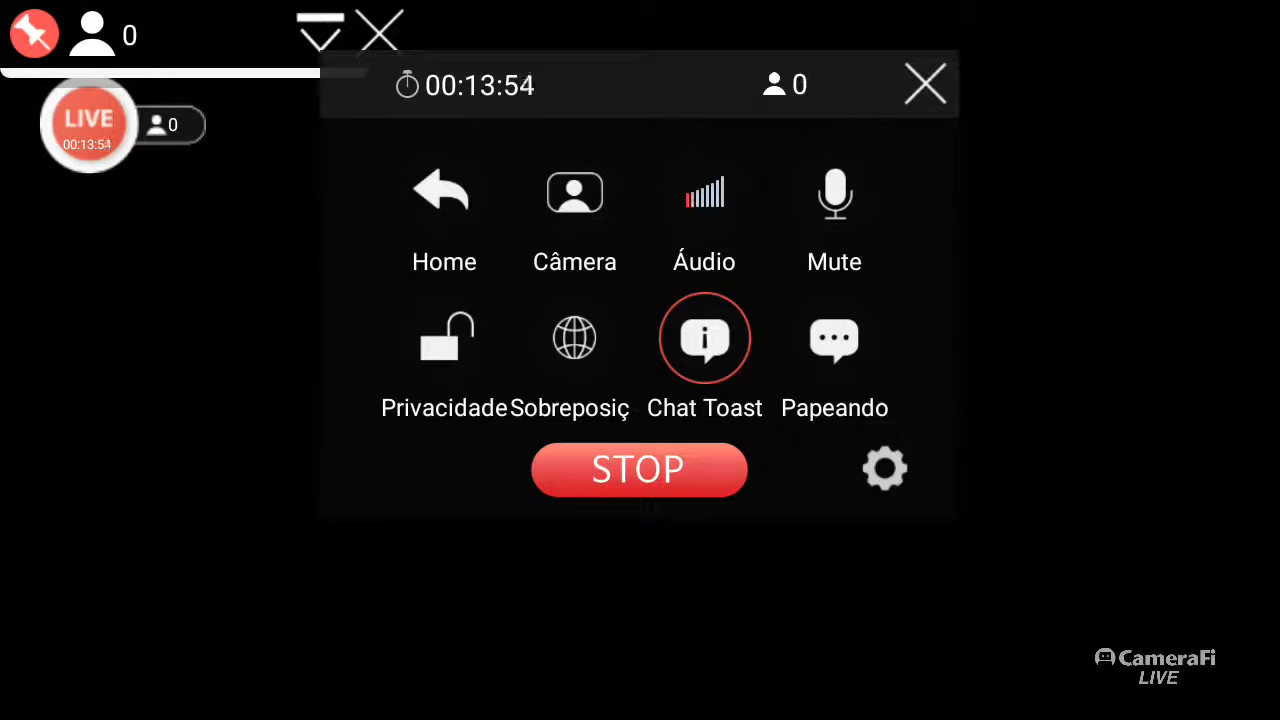 0
00:13:54
0
LIVE
00:13:54
0
Home
Câmera
Áudio
Mute
Privacidade
Sobreposiç
Chat Toast
Papeando
STOP
CameraFi
LIVE